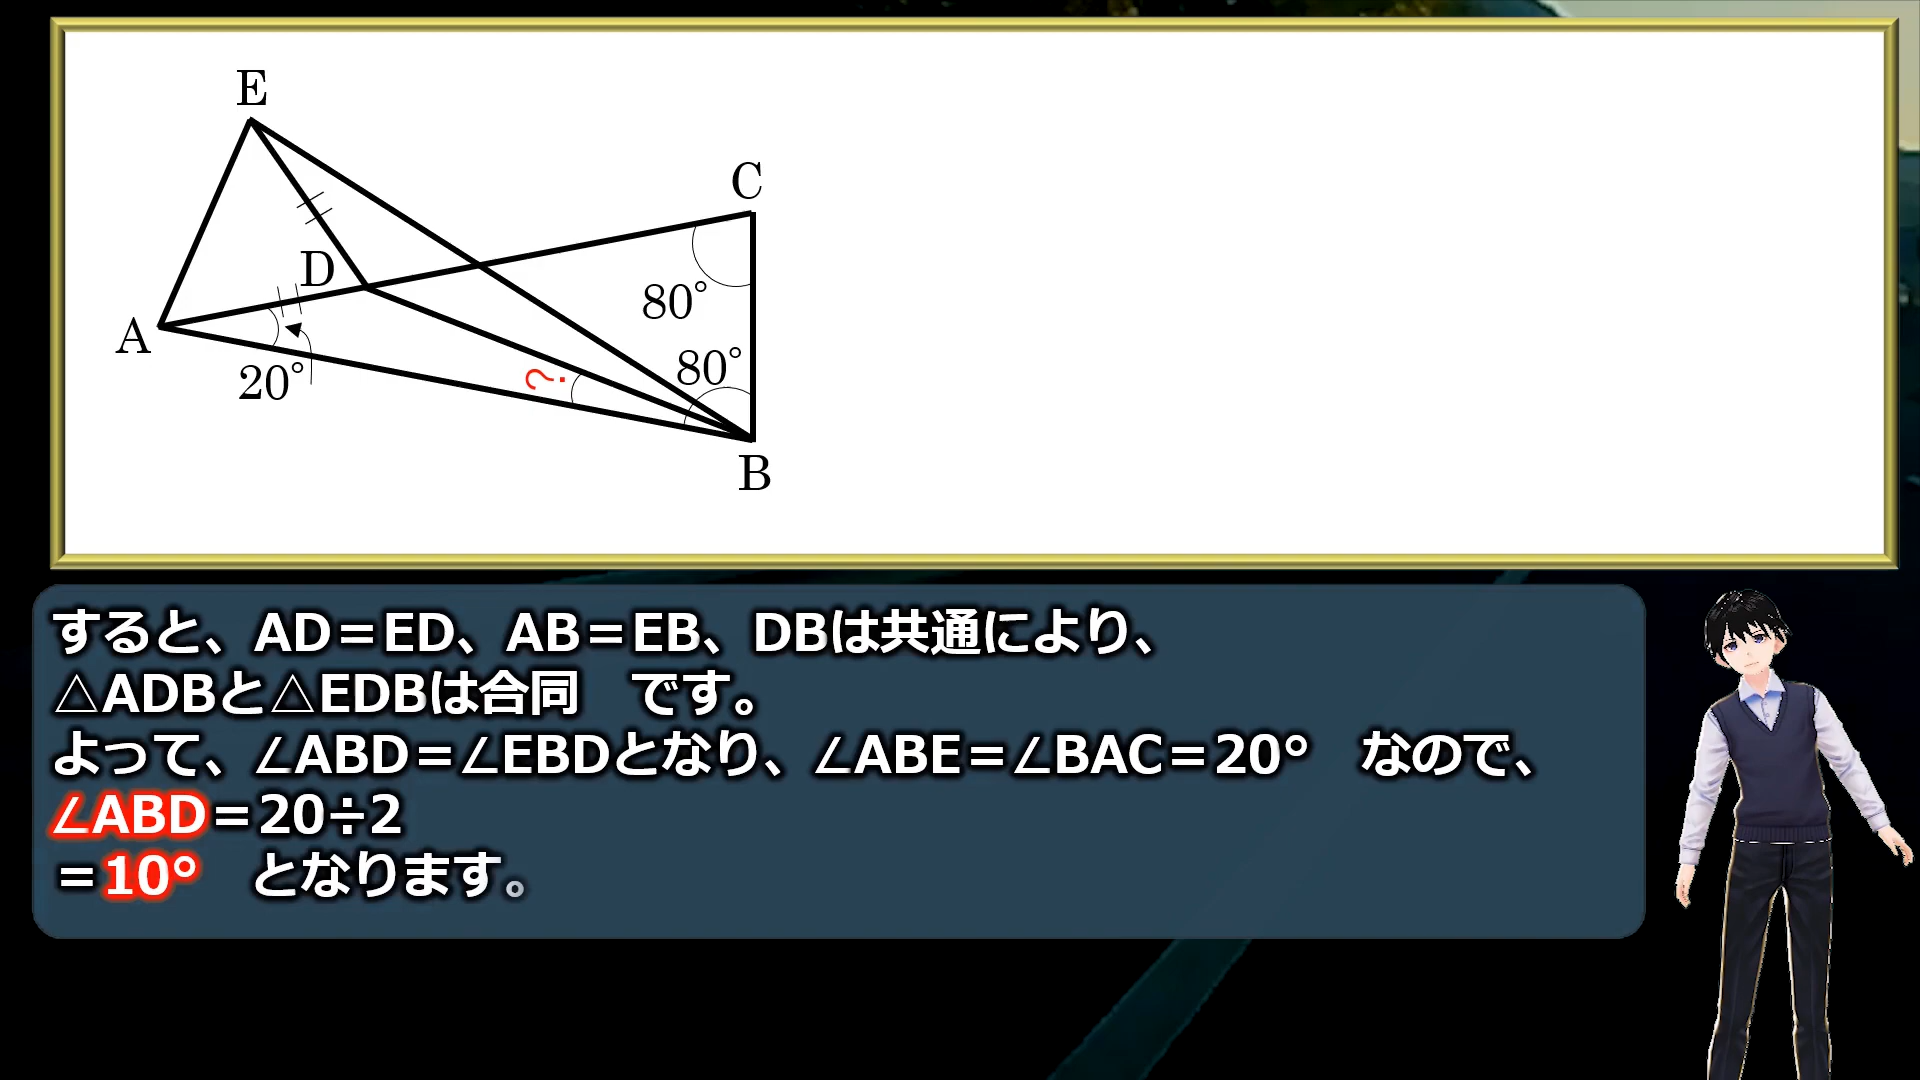 E
C
D
A
80°
80°
20°
?
B
すると、AD＝ED、AB＝EB、DBは共通により、
△ADBと△EDBは合同　です。
よって、∠ABD＝∠EBDとなり、∠ABE＝∠BAC＝20°　なので、
∠ABD＝20÷2
＝10°　となります。